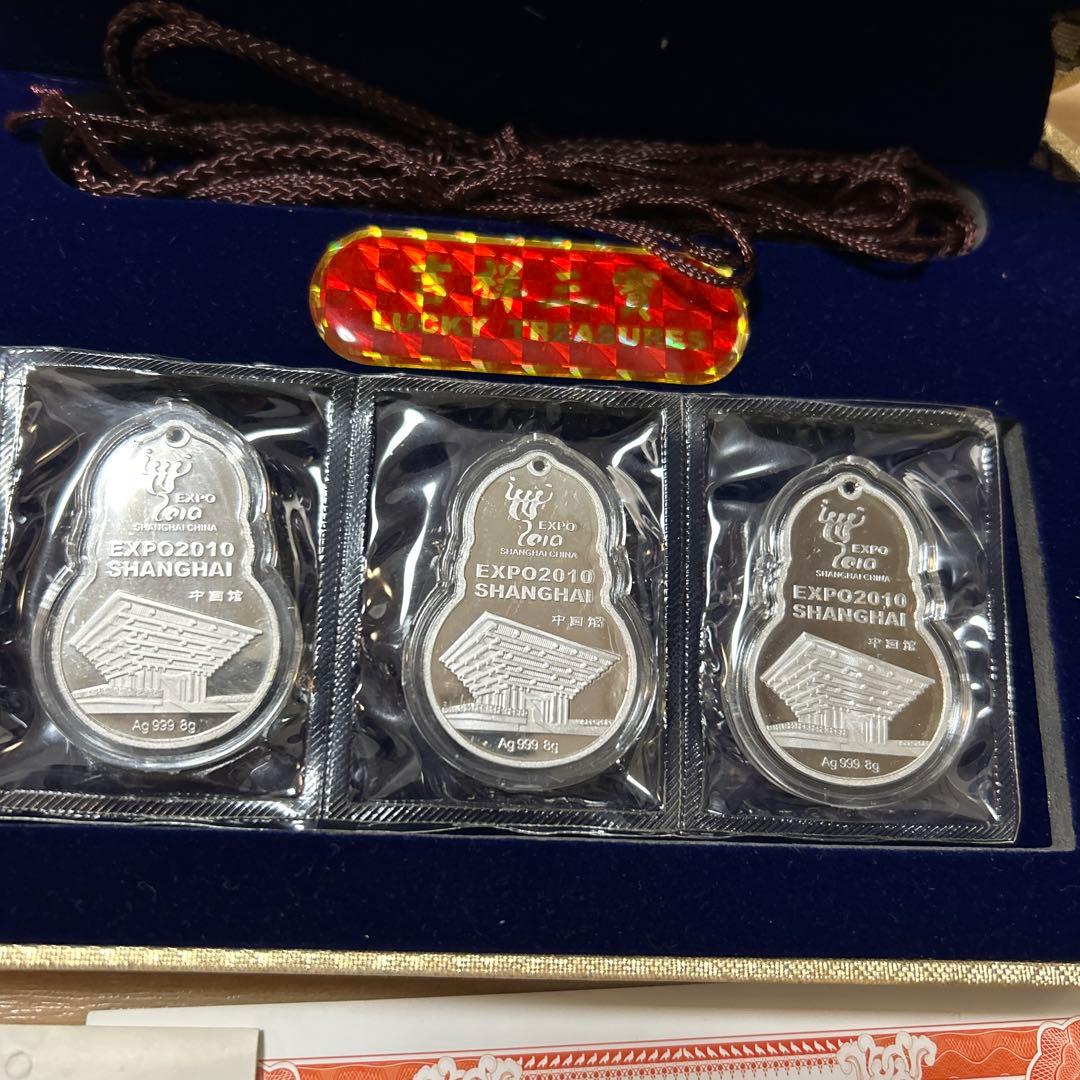 吉祥三寶
LUCKY TREASURES
EXPO
2010
SHANGHAI CHINA
EXPO2010
SHANGHAI
中国馆
Ag 999 8g
EXPO
2010
SHANGHAI CHINA
EXPO2010
SHANGHAI
中国馆
Ag 999 8g
EXPO
2010
SHANGHAI CHINA
EXPO2010
SHANGHAI
中国馆
Ag 999 8g